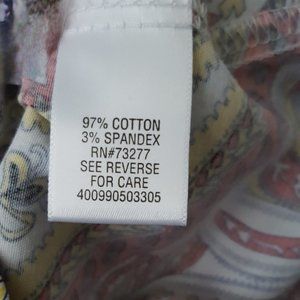 97% COTTON
3% SPANDEX
RN#73277
SEE REVERSE
FOR CARE
400990503305